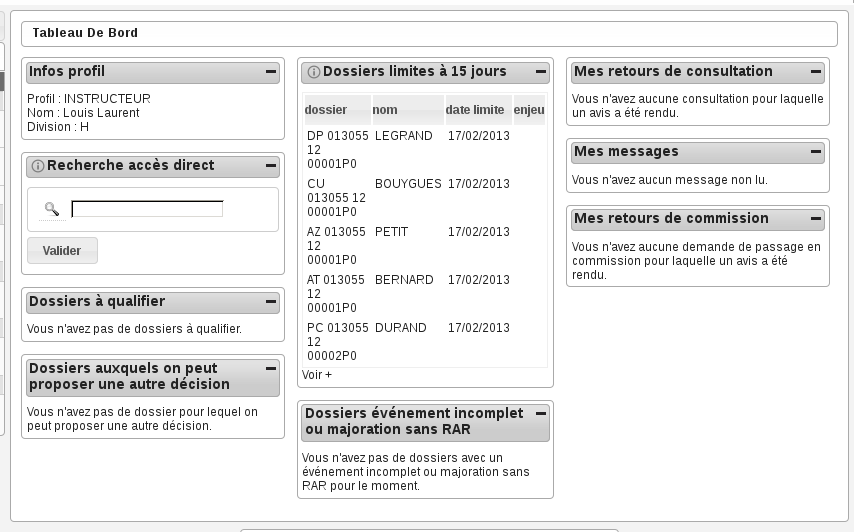 Tableau De Bord
Infos profil
Profil : INSTRUCTEUR
Nom : Louis Laurent
Division : H
Recherche accès direct
Valider
Dossiers à qualifier
Vous n'avez pas de dossiers à qualifier.
Dossiers auxquels on peut
proposer une autre décision
Vous n'avez pas de dossier pour lequel on
peut proposer une autre décision.
Dossiers limites à 15 jours
dossier nom date limite enjeu
DP 013055 LEGRAND 17/02/2013
12
00001P0
CU BOUYGUES 17/02/2013
013055 12
00001P0
AZ 013055 PETIT 17/02/2013
12
00001P0
AT 013055 BERNARD 17/02/2013
12
00001P0
PC 013055 DURAND 17/02/2013
12
00002P0
Voir +
Dossiers événement incomplet
ou majoration sans RAR
Vous n'avez pas de dossiers avec un
événement incomplet ou majoration sans
RAR pour le moment.
Mes retours de consultation
Vous n'avez aucune consultation pour laquelle
un avis a été rendu.
Mes messages
Vous n'avez aucun message non lu.
Mes retours de commission
Vous n'avez aucune demande de passage en
commission pour laquelle un avis a été
rendu.